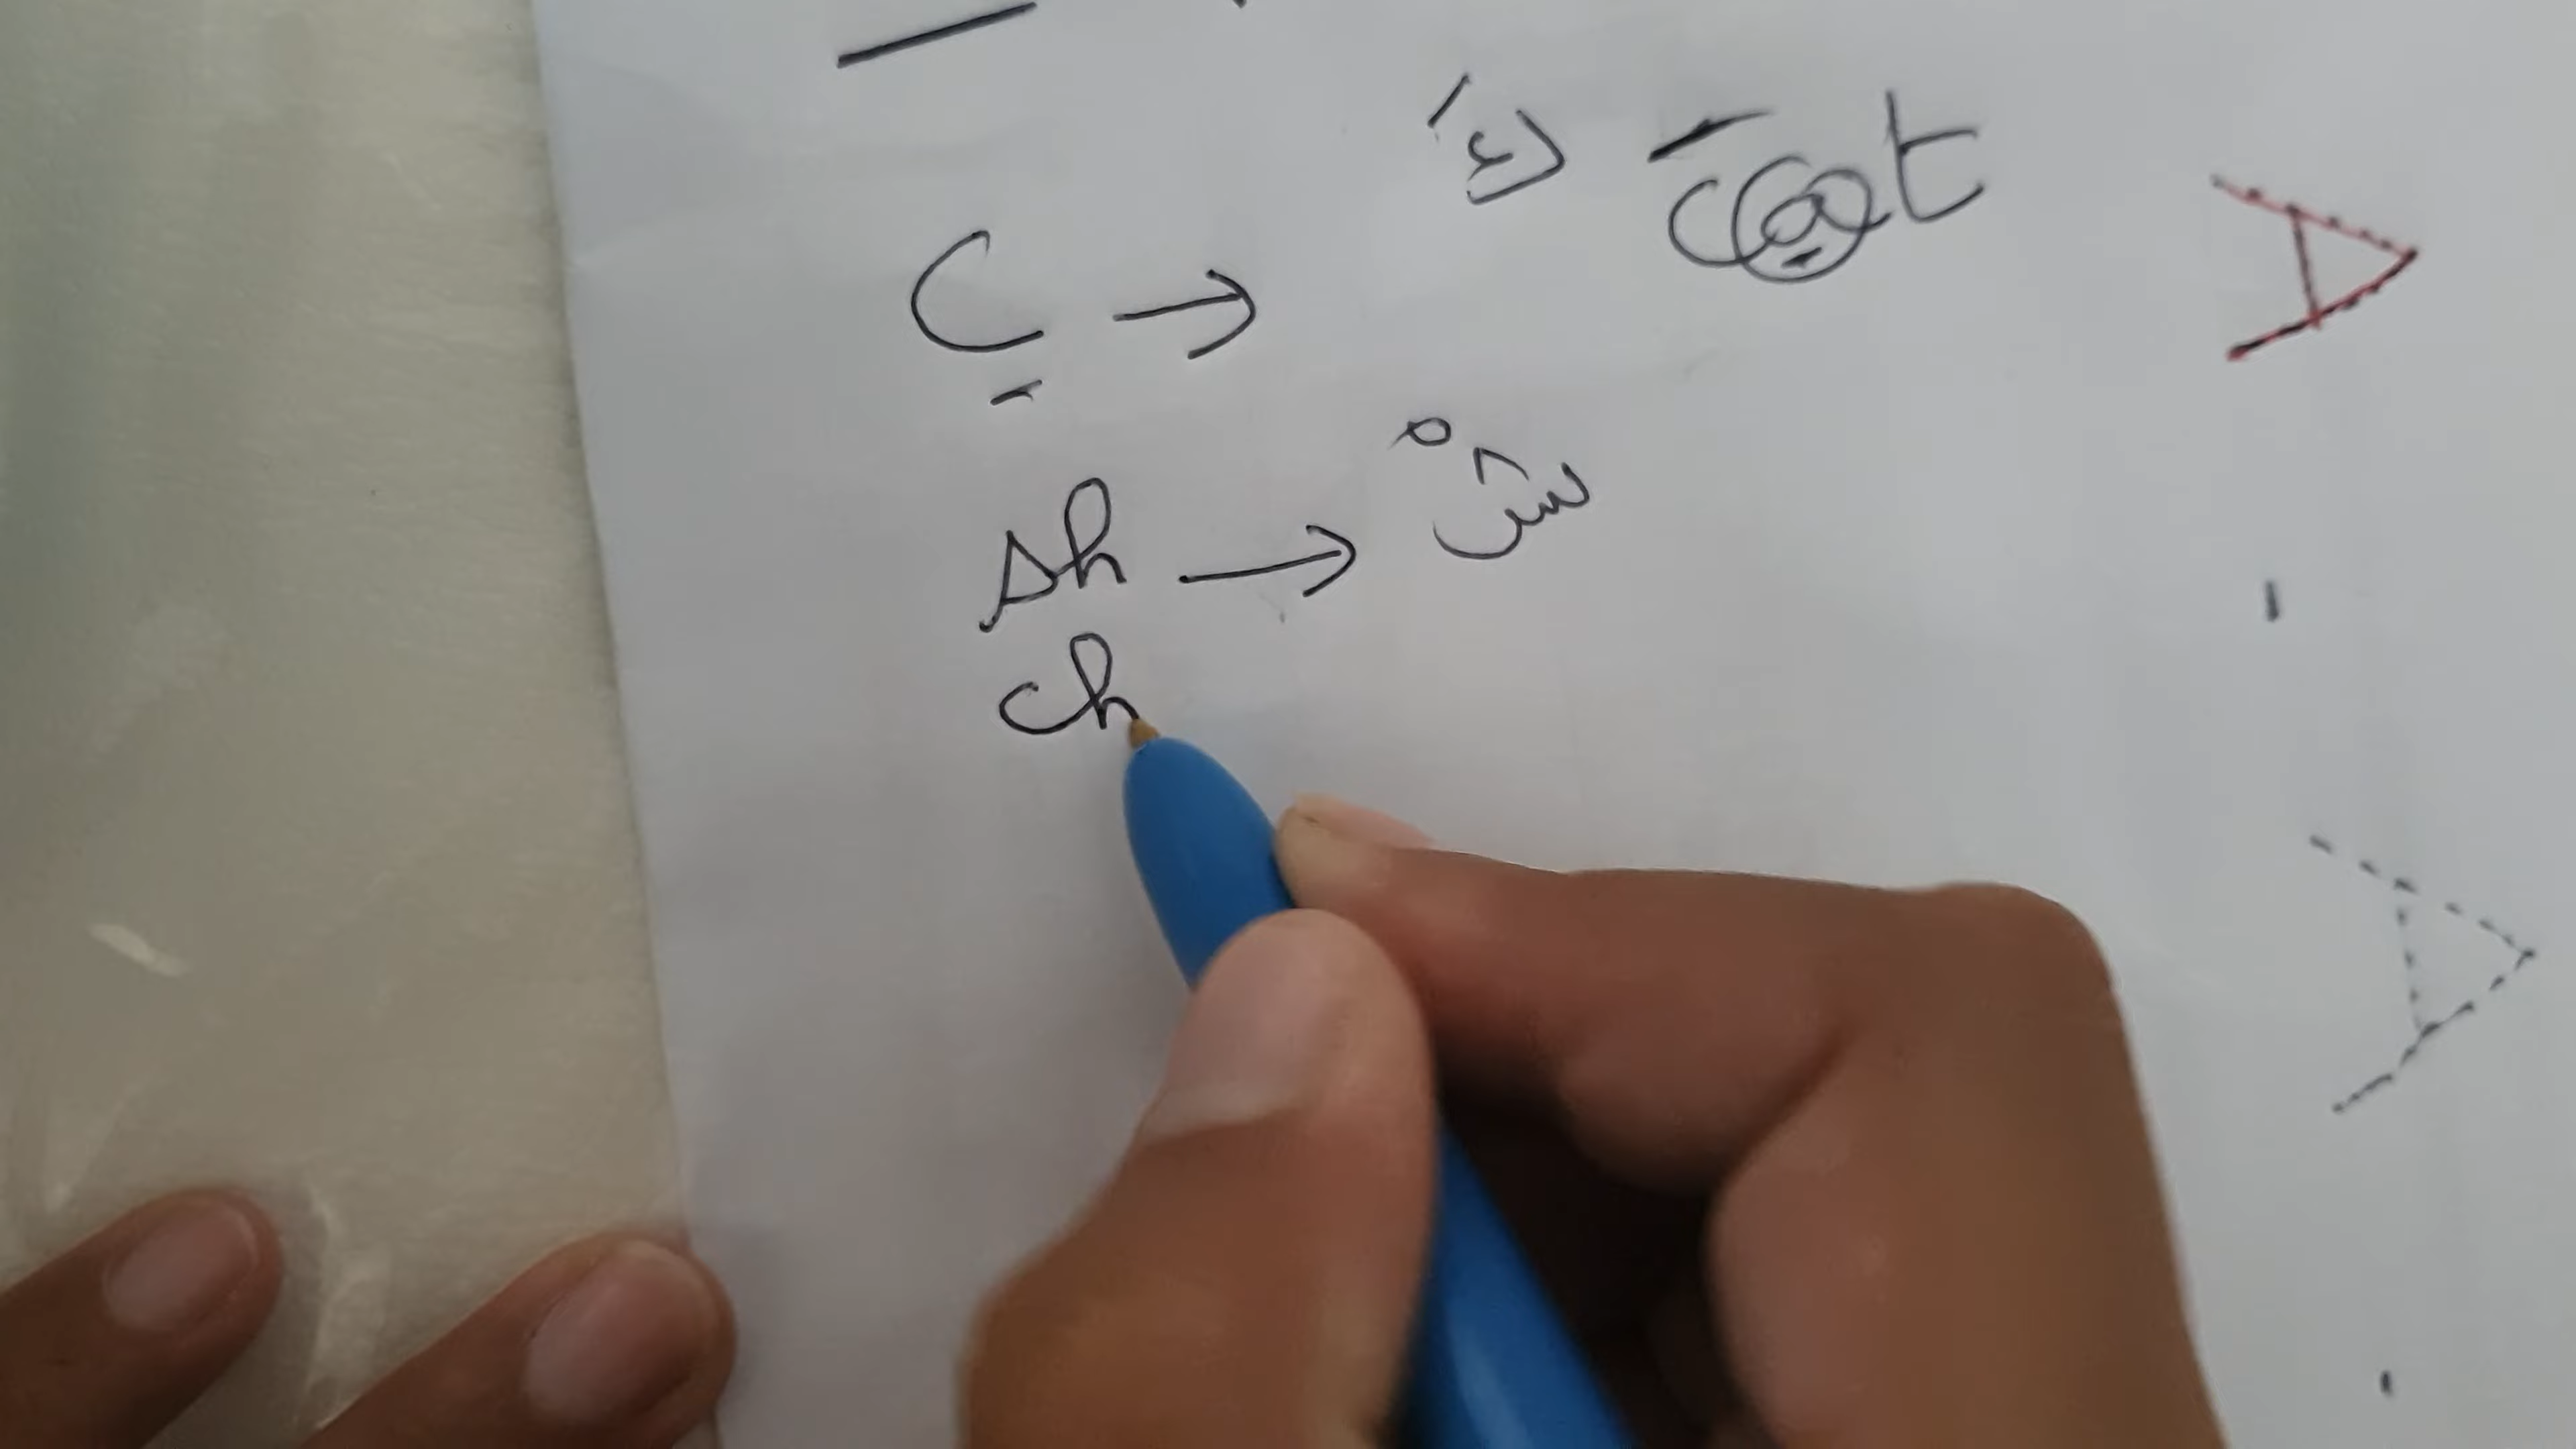 cat
C →
sh → شْ
ch
A
A